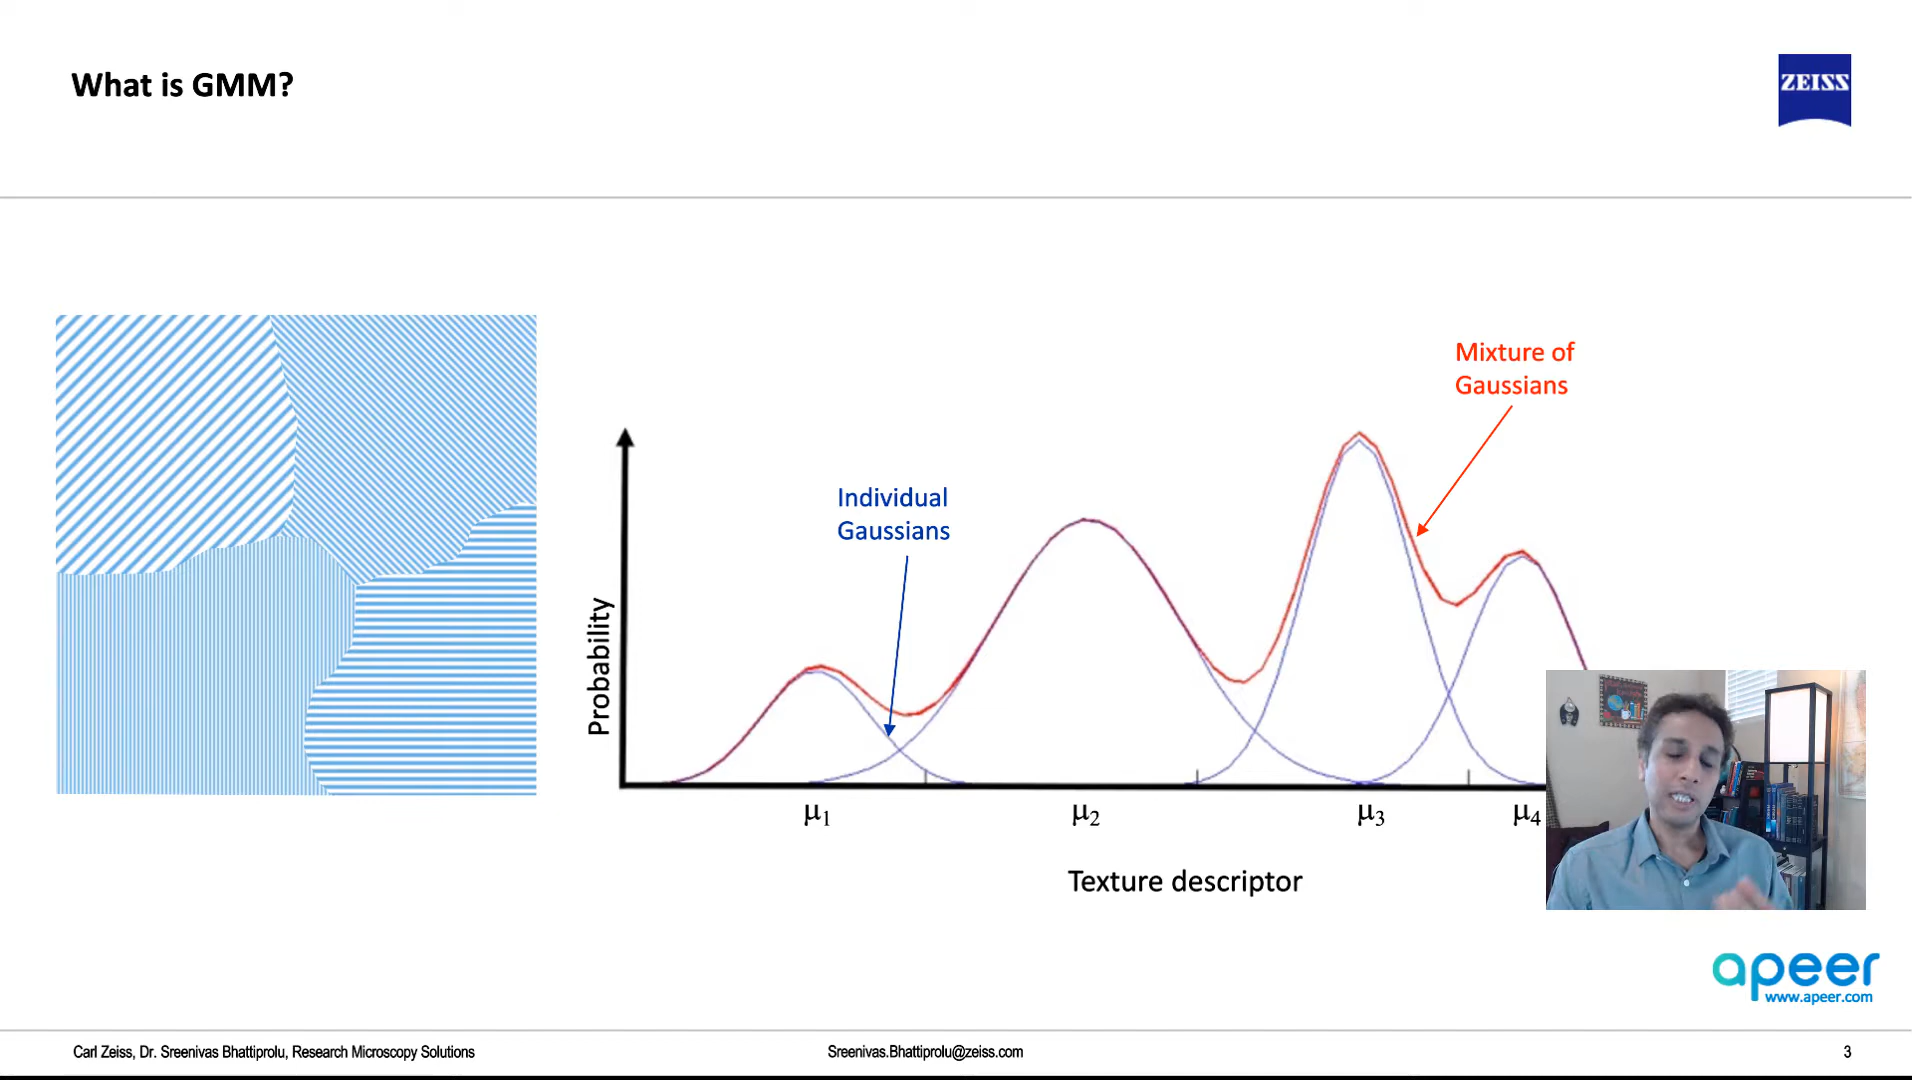 What is GMM?
ZEISS
Mixture of
Gaussians
Individual
Gaussians
Probability
μ1
μ2
μ3
μ4
Texture descriptor
apeer
www.apeer.com
Carl Zeiss, Dr. Sreenivas Bhattiprolu, Research Microscopy Solutions
Sreenivas.Bhattiprolu@zeiss.com
3